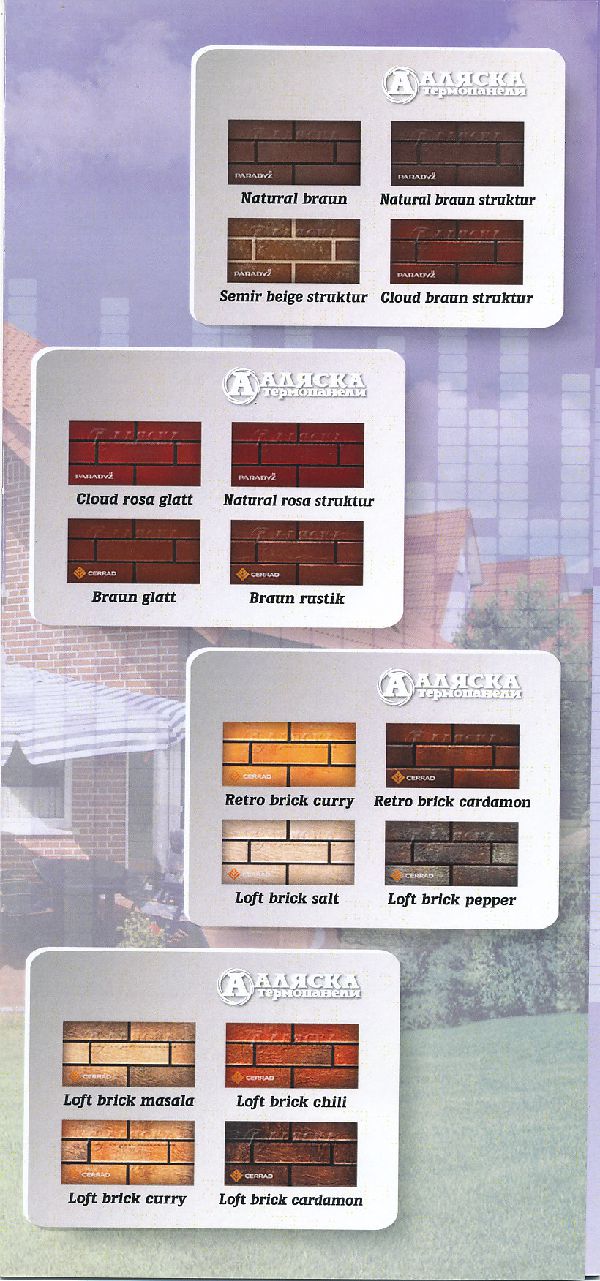 АЛЯСКА
ТЕРМОПАНЕЛИ
PARADYŻ
PARADYŻ
Natural braun
Natural braun struktur
PARADYŻ
PARADYŻ
Semir beige struktur
Cloud braun struktur
АЛЯСКА
ТЕРМОПАНЕЛИ
PARADYŻ
PARADYŻ
Cloud rosa glatt
Natural rosa struktur
CERRAD
CERRAD
Braun glatt
Braun rustik
АЛЯСКА
ТЕРМОПАНЕЛИ
CERRAD
CERRAD
Retro brick curry
Retro brick cardamon
CERRAD
CERRAD
Loft brick salt
Loft brick pepper
АЛЯСКА
ТЕРМОПАНЕЛИ
CERRAD
CERRAD
Loft brick masala
Loft brick chili
CERRAD
CERRAD
Loft brick curry
Loft brick cardamon